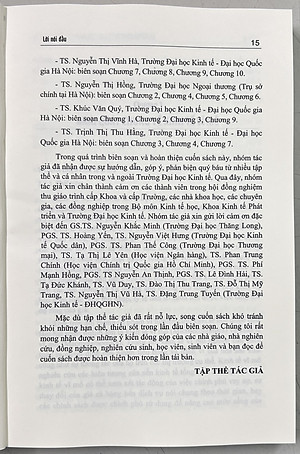 Lời nói đầu
15
- TS. Nguyễn Thị Vĩnh Hà, Trường Đại học Kinh tế - Đại học Quốc
gia Hà Nội: biên soạn Chương 7, Chương 8, Chương 9, Chương 10.
- TS. Nguyễn Thị Hồng, Trường Đại học Ngoại thương (Trụ sở
chính tại Hà Nội): biên soạn Chương 2, Chương 4, Chương 5, Chương 6.
- TS. Khúc Văn Quý, Trường Đại học Kinh tế - Đại học Quốc gia
Hà Nội: biên soạn Chương 1, Chương 2, Chương 3, Chương 9.
- TS. Trịnh Thị Thu Hằng, Trường Đại học Kinh tế - Đại học
Quốc gia Hà Nội: biên soạn Chương 3, Chương 4, Chương 7.
Trong quá trình biên soạn và hoàn thiện cuốn sách này, nhóm tác
giả đã nhận được sự hướng dẫn, góp ý, phản biện quý báu từ nhiều tập
thể và cá nhân trong và ngoài Trường Đại học Kinh tế. Qua đây, nhóm
tác giả xin chân thành cảm ơn các thành viên trong hội đồng nghiệm
thu giáo trình cấp Khoa và cấp Trường, các nhà khoa học, các chuyên
gia, các đồng nghiệp trong Bộ môn Kinh tế học, Khoa Kinh tế Phát
triển và Trường Đại học Kinh tế. Nhóm tác giả xin gửi lời cảm ơn đặc
biệt đến GS.TS. Nguyễn Khắc Minh (Trường Đại học Thăng Long),
PGS. TS. Hoàng Yến, PGS. TS. Nguyễn Việt Hưng (Trường Đại học Kinh tế
Quốc dân), PGS. TS. Phan Thế Công (Trường Đại học Thương
mại), TS. Tạ Thị Lệ Yên (Học viện Ngân hàng), TS. Phan Trung
Chính (Học viện Chính trị Quốc gia Hồ Chí Minh), PGS. TS. Phí
Mạnh Hồng, PGS. TS Nguyễn An Thịnh, PGS. TS. Lê Đình Hải, TS.
Tạ Đức Khánh, TS. Vũ Duy, TS. Đào Thị Thu Trang, TS. Đỗ Thị Mỹ
Trang, TS. Nguyễn Thị Vũ Hà, TS. Đặng Trung Tuyến (Trường Đại
học Kinh tế - ĐHQGHN).
Mặc dù tập thể tác giả đã rất nỗ lực, song cuốn sách khó tránh
khỏi những hạn chế, thiếu sót trong lần đầu biên soạn. Chúng tôi rất
mong nhận được những ý kiến đóng góp của các nhà giáo, nhà nghiên
cứu, đồng nghiệp, nghiên cứu sinh, học viên, sinh viên và bạn đọc để
cuốn sách được hoàn thiện hơn trong lần tái bản.
TẬP THỂ TÁC GIẢ